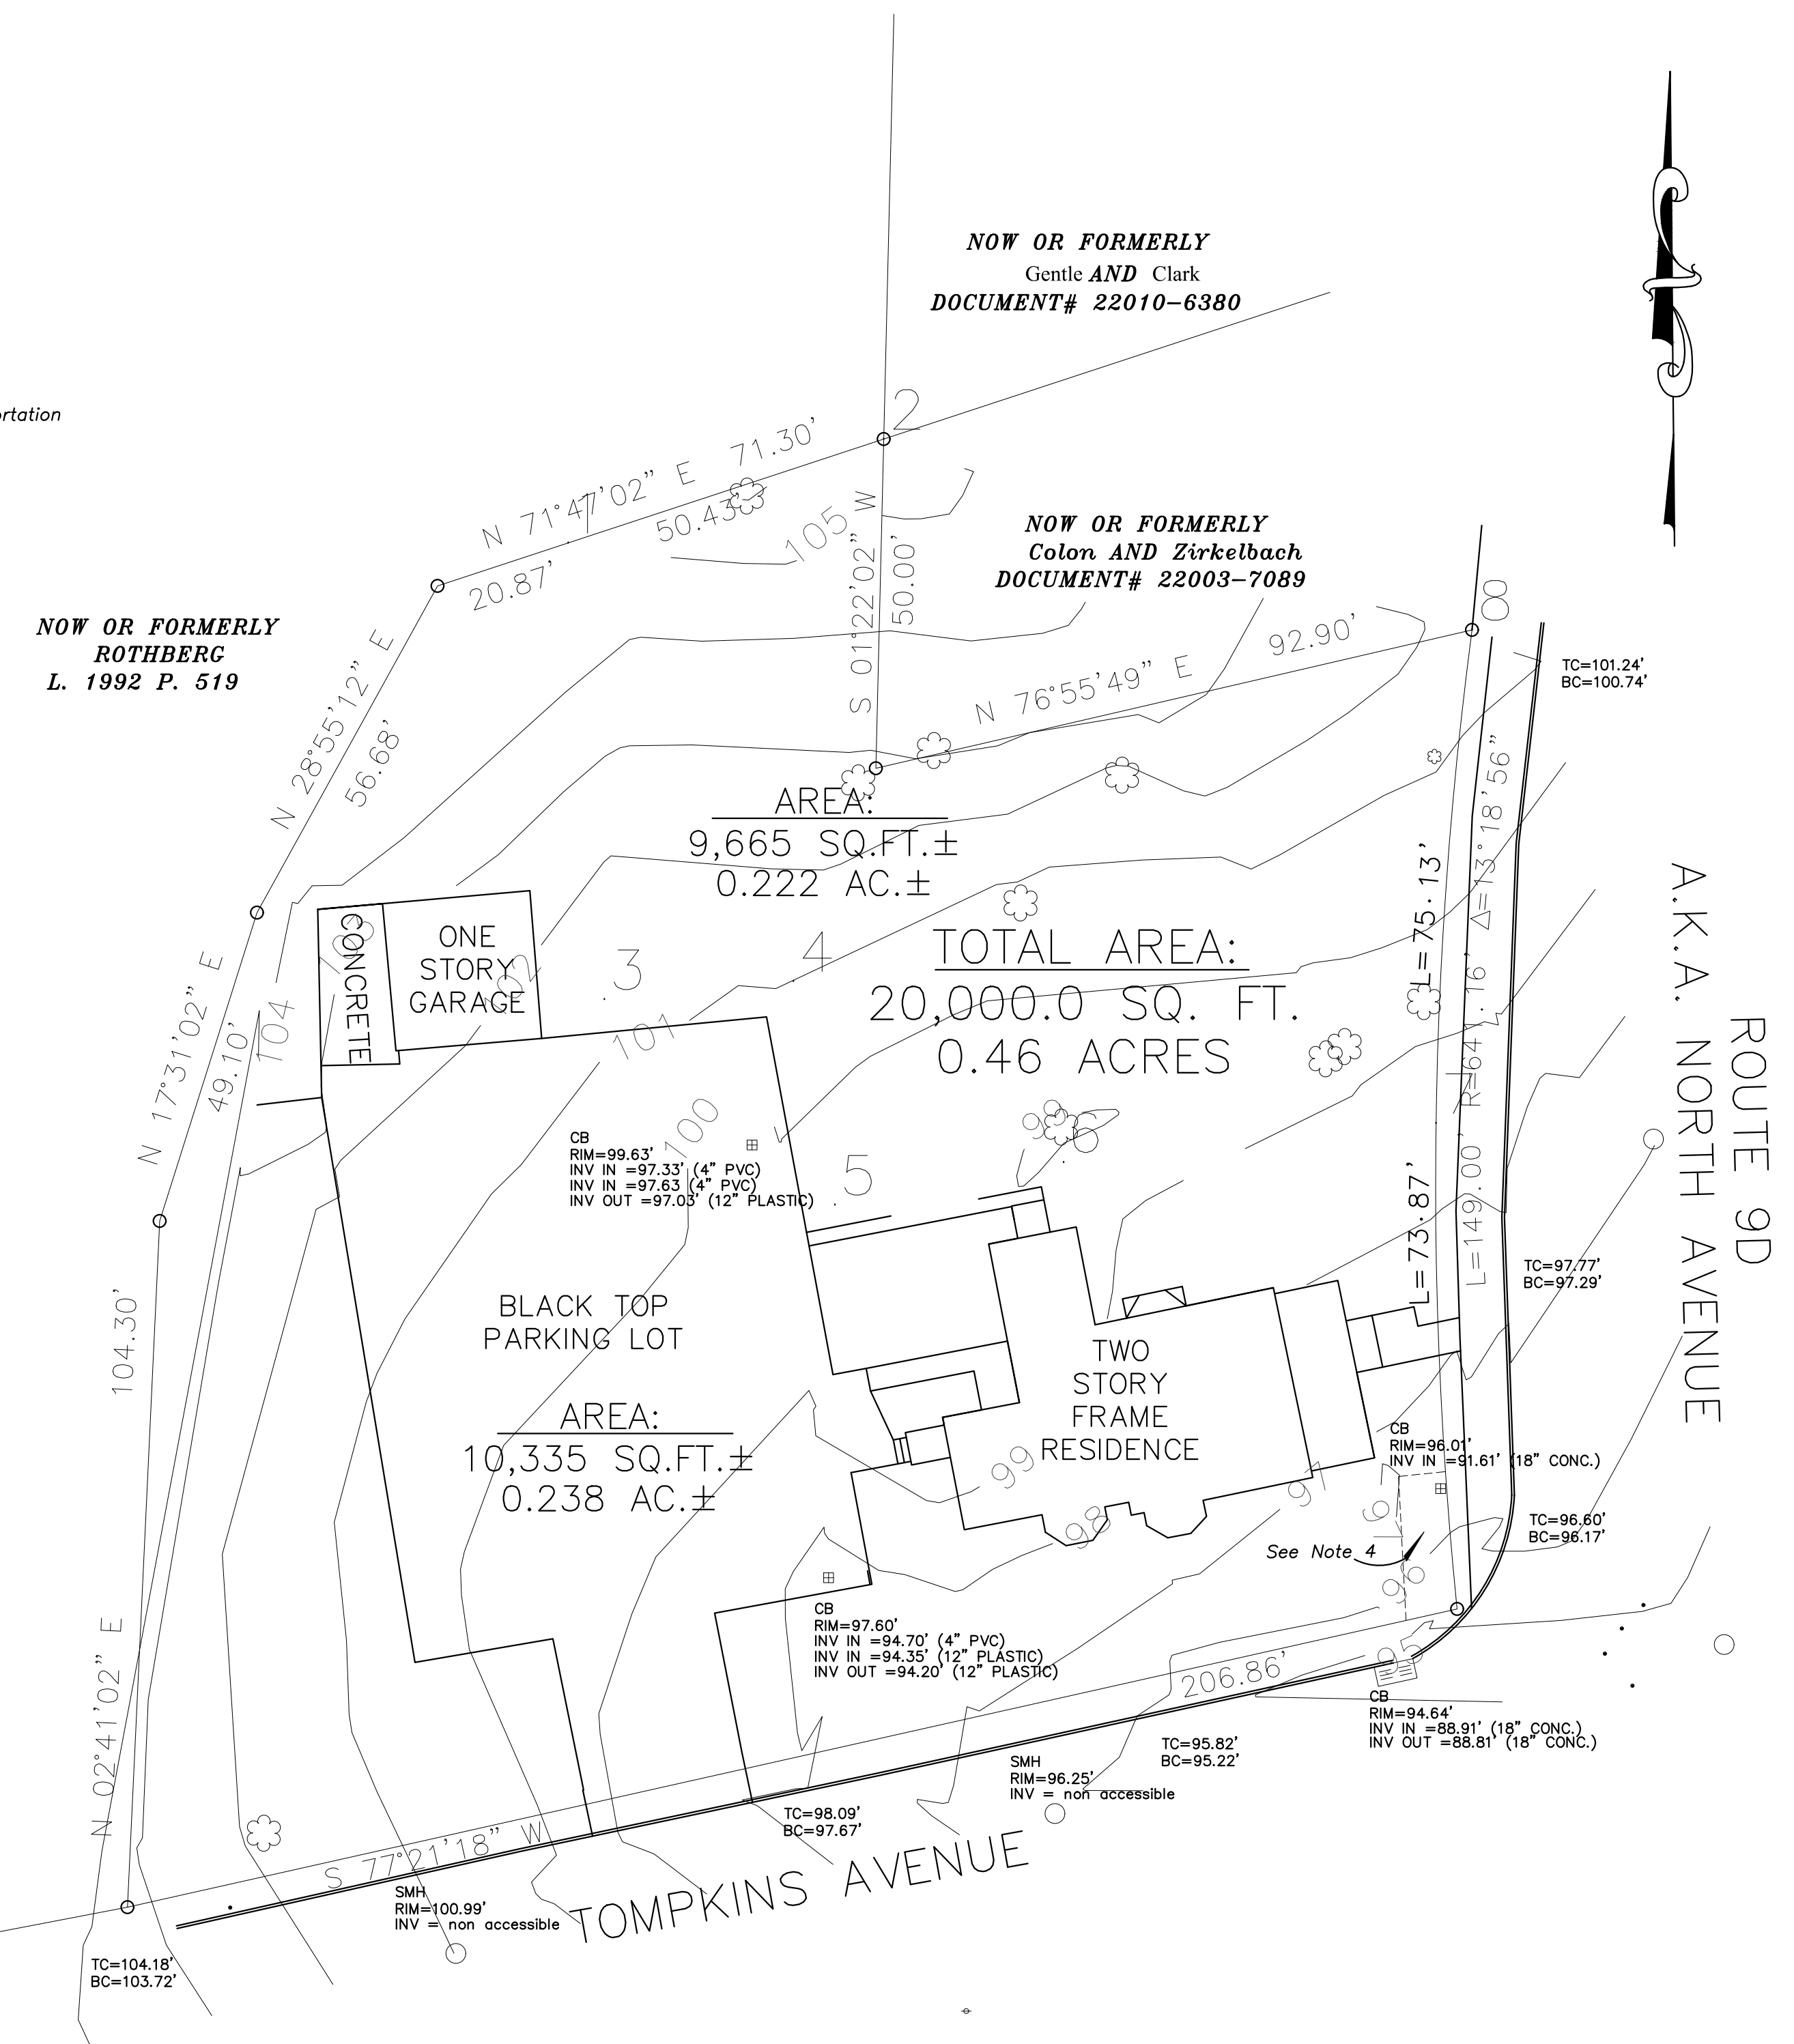 NOW OR FORMERLY
Gentle AND Clark
DOCUMENT# 22010-6380
ortation
2
N 71°47'02" E 71.30'
50.43'
20.87'
105
S 01°22'02" W
50.00'
NOW OR FORMERLY
Colon AND Zirkelbach
DOCUMENT# 22003-7089
8
N 76°55'49" E 92.90'
NOW OR FORMERLY
ROTHBERG
L. 1992 P. 519
N 28°55'12" E
56.68'
TC=101.24'
BC=100.74'
AREA:
9,665 SQ.FT.±
0.222 AC.±
L=75.13'
L=149.00' R=641.16' Δ=13°18'56"
L=73.87'
A.K.A. NORTH AVENUE
ROUTE 9D
CONCRETE
103
ONE
STORY
GARAGE
102
3
4
101
TOTAL AREA:
20,000.0 SQ. FT.
0.46 ACRES
N 17°31'02" E
49.10'
104
100
CB
RIM=99.63'
INV IN =97.33' (4" PVC)
INV IN =97.63 (4" PVC)
INV OUT =97.03' (12" PLASTIC)
5
TC=97.77'
BC=97.29'
BLACK TOP
PARKING LOT
TWO
STORY
FRAME
RESIDENCE
104.30'
N 02°41'02" E
AREA:
10,335 SQ.FT.±
0.238 AC.±
99
98
97
CB
RIM=96.01'
INV IN =91.61' (18" CONC.)
TC=96.60'
BC=96.17'
See Note 4
96
CB
RIM=97.60'
INV IN =94.70' (4" PVC)
INV IN =94.35' (12" PLASTIC)
INV OUT =94.20' (12" PLASTIC)
95
206.86'
CB
RIM=94.64'
INV IN =88.91' (18" CONC.)
INV OUT =88.81' (18" CONC.)
TC=95.82'
BC=95.22'
SMH
RIM=96.25'
INV = non accessible
TC=98.09'
BC=97.67'
S 77°21'18" W
TOMPKINS AVENUE
SMH
RIM=100.99'
INV = non accessible
TC=104.18'
BC=103.72'